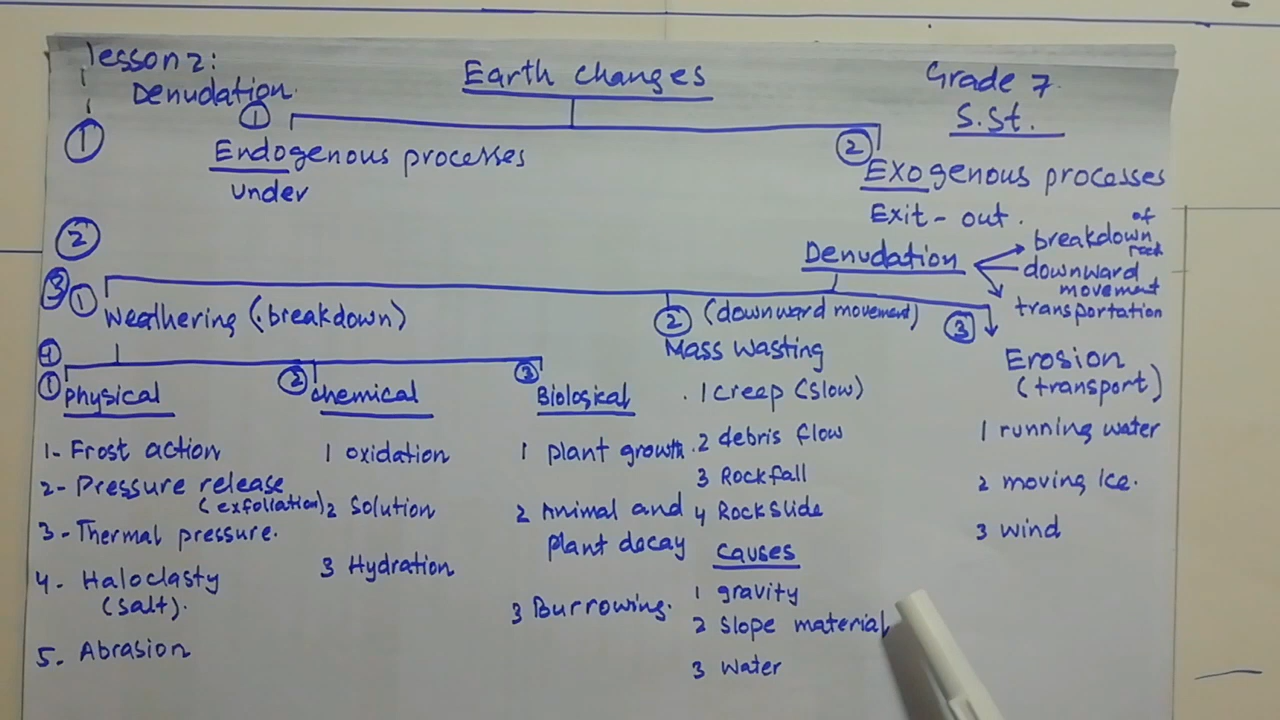 lesson 2:
Denudation.
Earth changes
Grade 7.
S.St.
1
1
Endogenous processes
under
2
Exogenous processes
Exit - out.
2
Denudation
breakdown of rock
downward movement
transportation
3
1
Weathering (breakdown)
2
(downward movement)
Mass Wasting
3
Erosion
(transport)
4
1
physical
1- Frost action
2- Pressure release
(exfoliation)
3- Thermal pressure.
4. Haloclasty
(salt).
5. Abrasion
2
chemical
1 oxidation
2 Solution
3 Hydration
3
Biological
1 plant growth.
2 Animal and
plant decay
3 Burrowing.
. 1 Creep (slow)
2 debris flow
3 Rockfall
4 RockSlide
Causes
1 gravity
2 Slope material
3 Water
1 running water
2 moving Ice.
3 wind